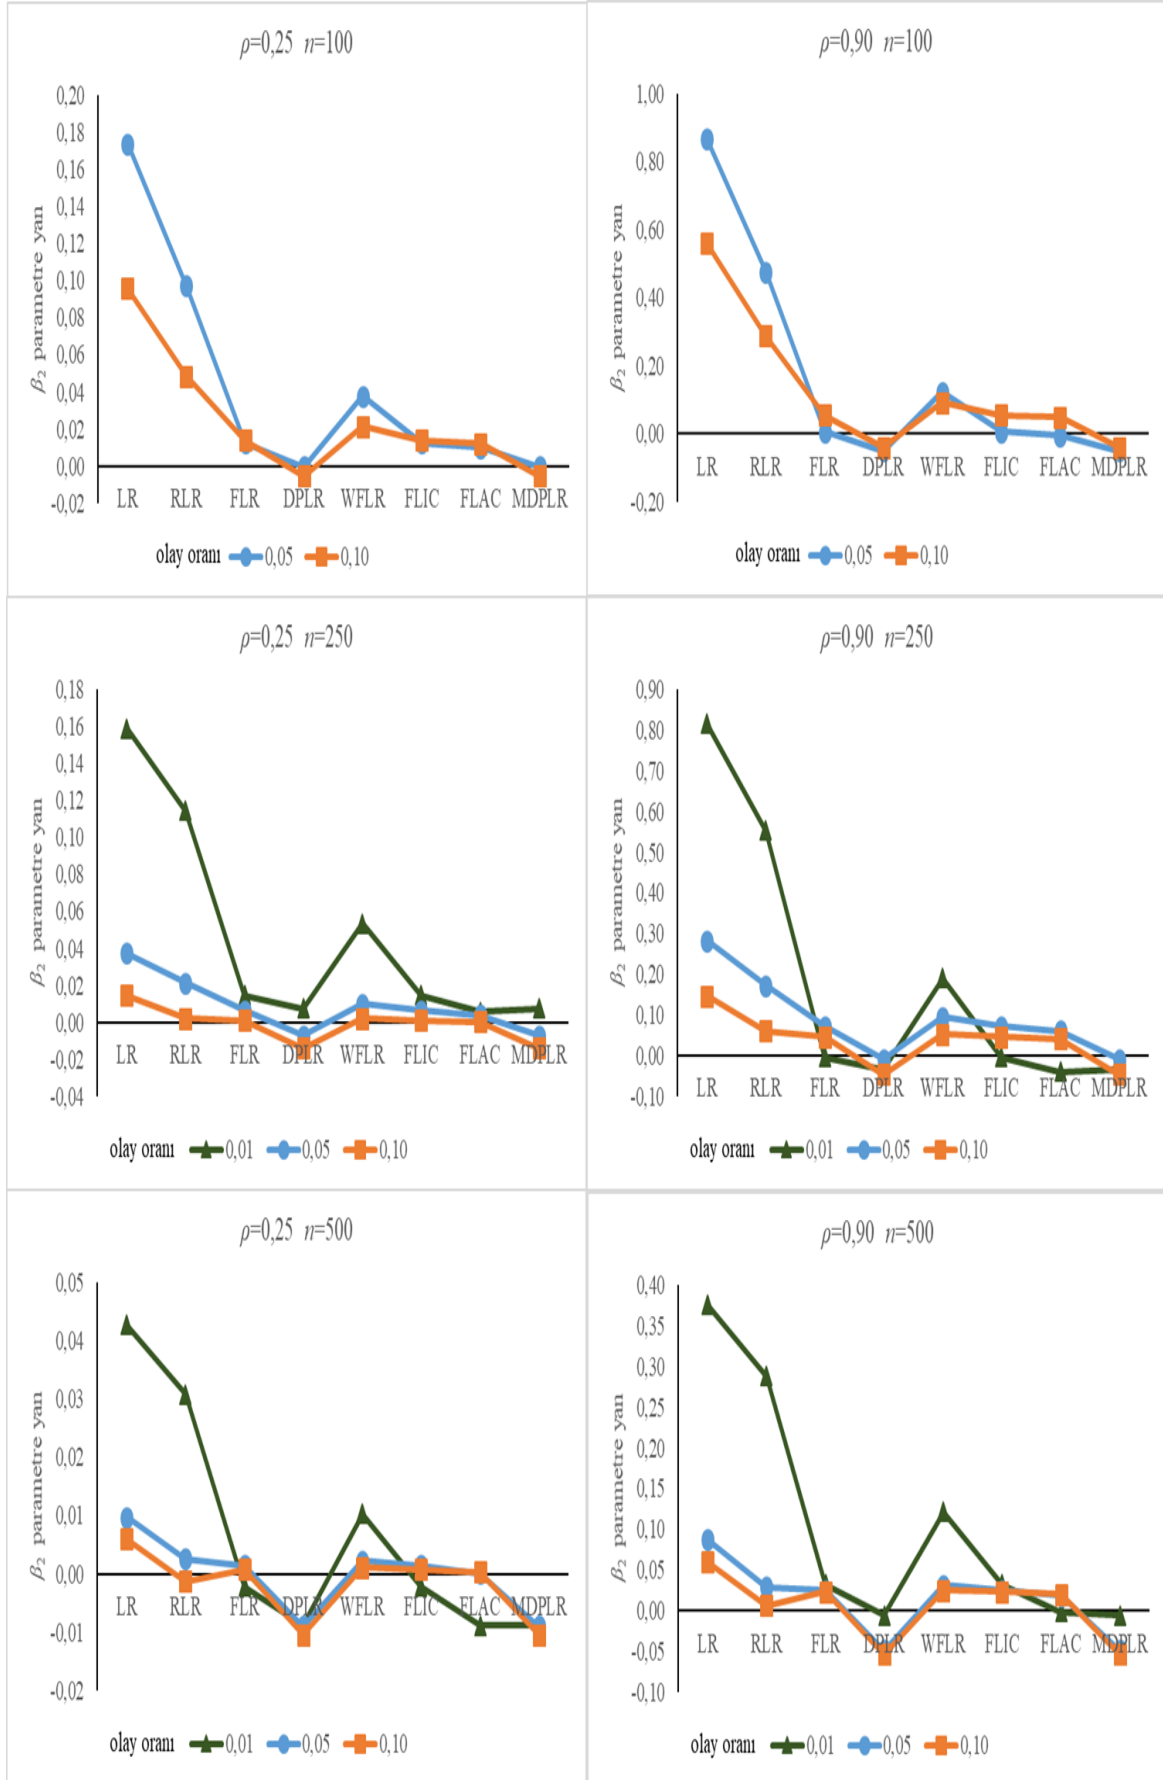 ρ=0,25 n=100
β₂ parametre yan
0,20
0,18
0,16
0,14
0,12
0,10
0,08
0,06
0,04
0,02
0,00
-0,02
LR RLR FLR DPLR WFLR FLIC FLAC MDPLR
olay oranı 0,05 0,10
ρ=0,90 n=100
β₂ parametre yan
1,00
0,80
0,60
0,40
0,20
0,00
-0,20
LR RLR FLR DPLR WFLR FLIC FLAC MDPLR
olay oranı 0,05 0,10
ρ=0,25 n=250
β₂ parametre yan
0,18
0,16
0,14
0,12
0,10
0,08
0,06
0,04
0,02
0,00
-0,02
-0,04
LR RLR FLR DPLR WFLR FLIC FLAC MDPLR
olay oranı 0,01 0,05 0,10
ρ=0,90 n=250
β₂ parametre yan
0,90
0,80
0,70
0,60
0,50
0,40
0,30
0,20
0,10
0,00
-0,10
LR RLR FLR DPLR WFLR FLIC FLAC MDPLR
olay oranı 0,01 0,05 0,10
ρ=0,25 n=500
β₂ parametre yan
0,05
0,04
0,03
0,02
0,01
0,00
-0,01
-0,02
LR RLR FLR DPLR WFLR FLIC FLAC MDPLR
olay oranı 0,01 0,05 0,10
ρ=0,90 n=500
β₂ parametre yan
0,40
0,35
0,30
0,25
0,20
0,15
0,10
0,05
0,00
-0,05
-0,10
LR RLR FLR DPLR WFLR FLIC FLAC MDPLR
olay oranı 0,01 0,05 0,10